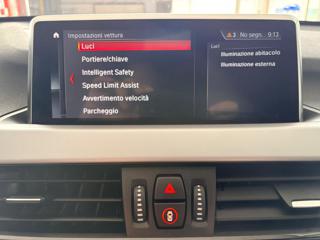 Impostazioni vettura
3 No segn. 9:13
Luci
Portiere/chiave
Intelligent Safety
Speed Limit Assist
Avvertimento velocità
Parcheggio
Luci
Illuminazione abitacolo
Illuminazione esterna